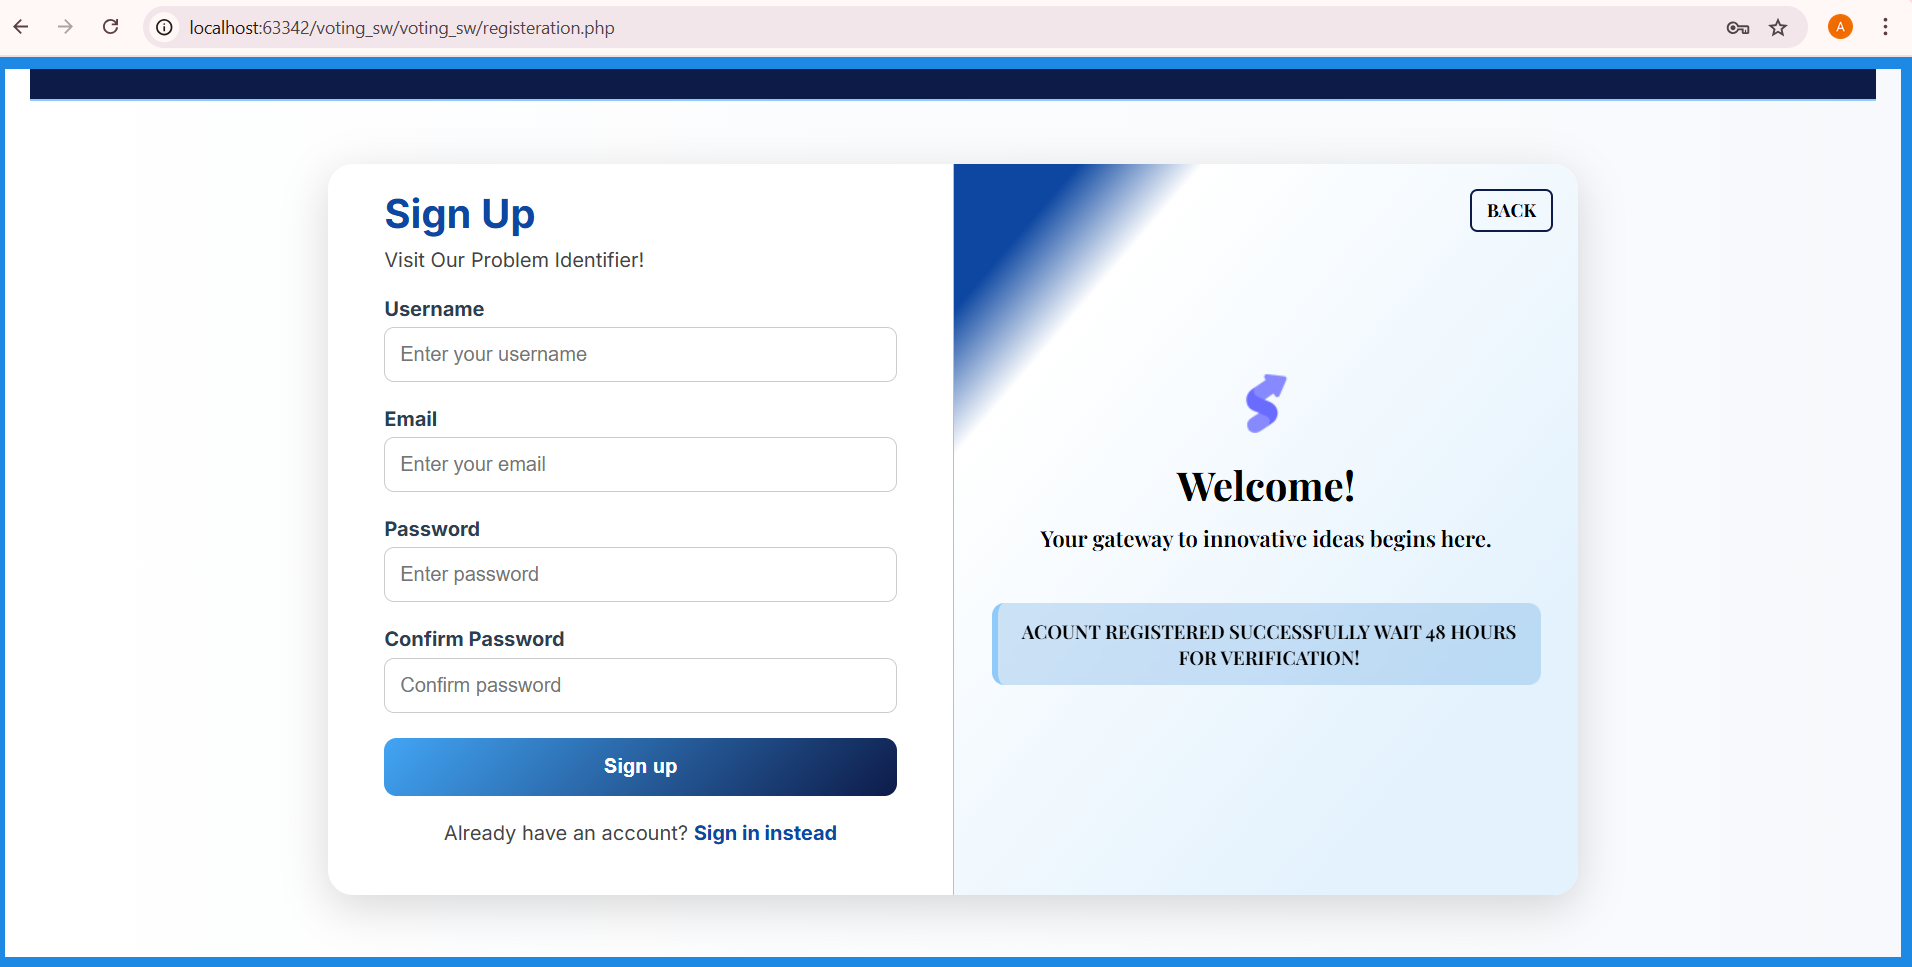 localhost:63342/voting_sw/voting_sw/registeration.php
A
Sign Up
Visit Our Problem Identifier!
Username
Enter your username
Email
Enter your email
Password
Enter password
Confirm Password
Confirm password
Sign up
Already have an account? Sign in instead
BACK
Welcome!
Your gateway to innovative ideas begins here.
ACOUNT REGISTERED SUCCESSFULLY WAIT 48 HOURS
FOR VERIFICATION!